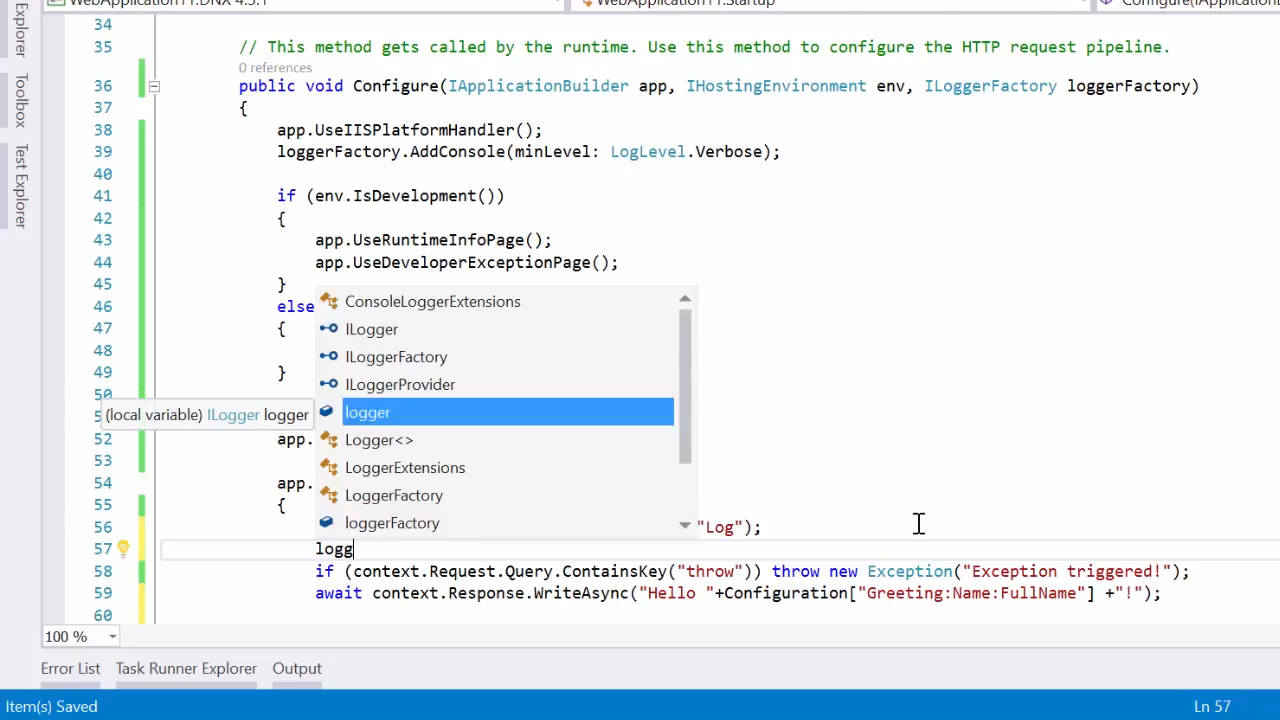 WebApplication11.DNX 4.5.1
WebApplication11.Startup
Configure(IApplication
Explorer
Toolbox
Test Explorer
34
35 // This method gets called by the runtime. Use this method to configure the HTTP request pipeline.
0 references
36 public void Configure(IApplicationBuilder app, IHostingEnvironment env, ILoggerFactory loggerFactory)
37 {
38 app.UseIISPlatformHandler();
39 loggerFactory.AddConsole(minLevel: LogLevel.Verbose);
40
41 if (env.IsDevelopment())
42 {
43 app.UseRuntimeInfoPage();
44 app.UseDeveloperExceptionPage();
45 }
46 else
47 {
48
49 }
50
(local variable) ILogger logger
52 app.
53
54 app.
55 {
56 "Log");
57 logg
58 if (context.Request.Query.ContainsKey("throw")) throw new Exception("Exception triggered!");
59 await context.Response.WriteAsync("Hello "+Configuration["Greeting:Name:FullName"] +"!");
60
ConsoleLoggerExtensions
ILogger
ILoggerFactory
ILoggerProvider
logger
Logger<>
LoggerExtensions
LoggerFactory
loggerFactory
100 %
Error List Task Runner Explorer Output
Item(s) Saved Ln 57